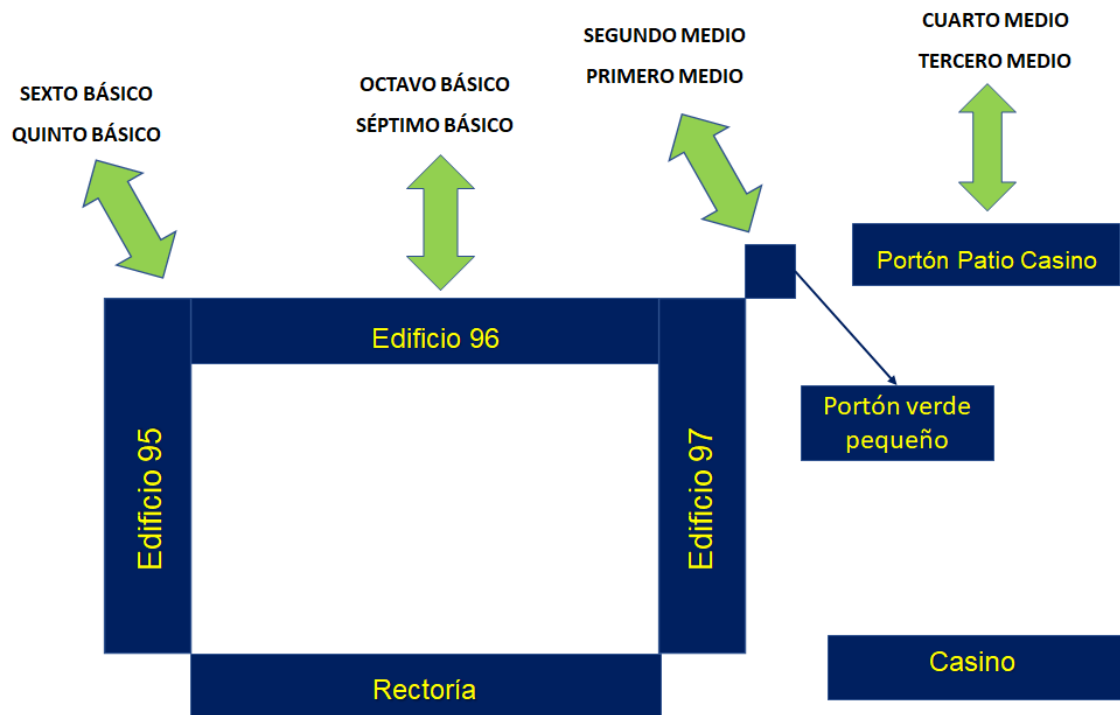 SEXTO BÁSICO
QUINTO BÁSICO
OCTAVO BÁSICO
SÉPTIMO BÁSICO
SEGUNDO MEDIO
PRIMERO MEDIO
CUARTO MEDIO
TERCERO MEDIO
Portón Patio Casino
Edificio 96
Portón verde
pequeño
Edificio 95
Edificio 97
Casino
Rectoría